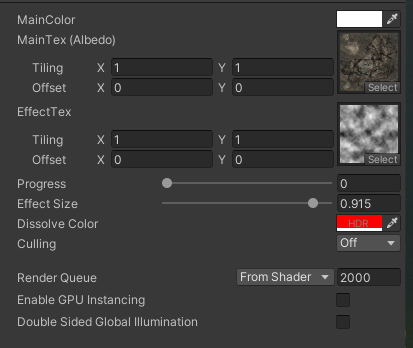 MainColor
MainTex (Albedo)
Tiling X 1 Y 1
Offset X 0 Y 0
Select
EffectTex
Tiling X 1 Y 1
Offset X 0 Y 0
Select
Progress 0
Effect Size 0.915
Dissolve Color HDR
Culling Off
Render Queue From Shader 2000
Enable GPU Instancing
Double Sided Global Illumination